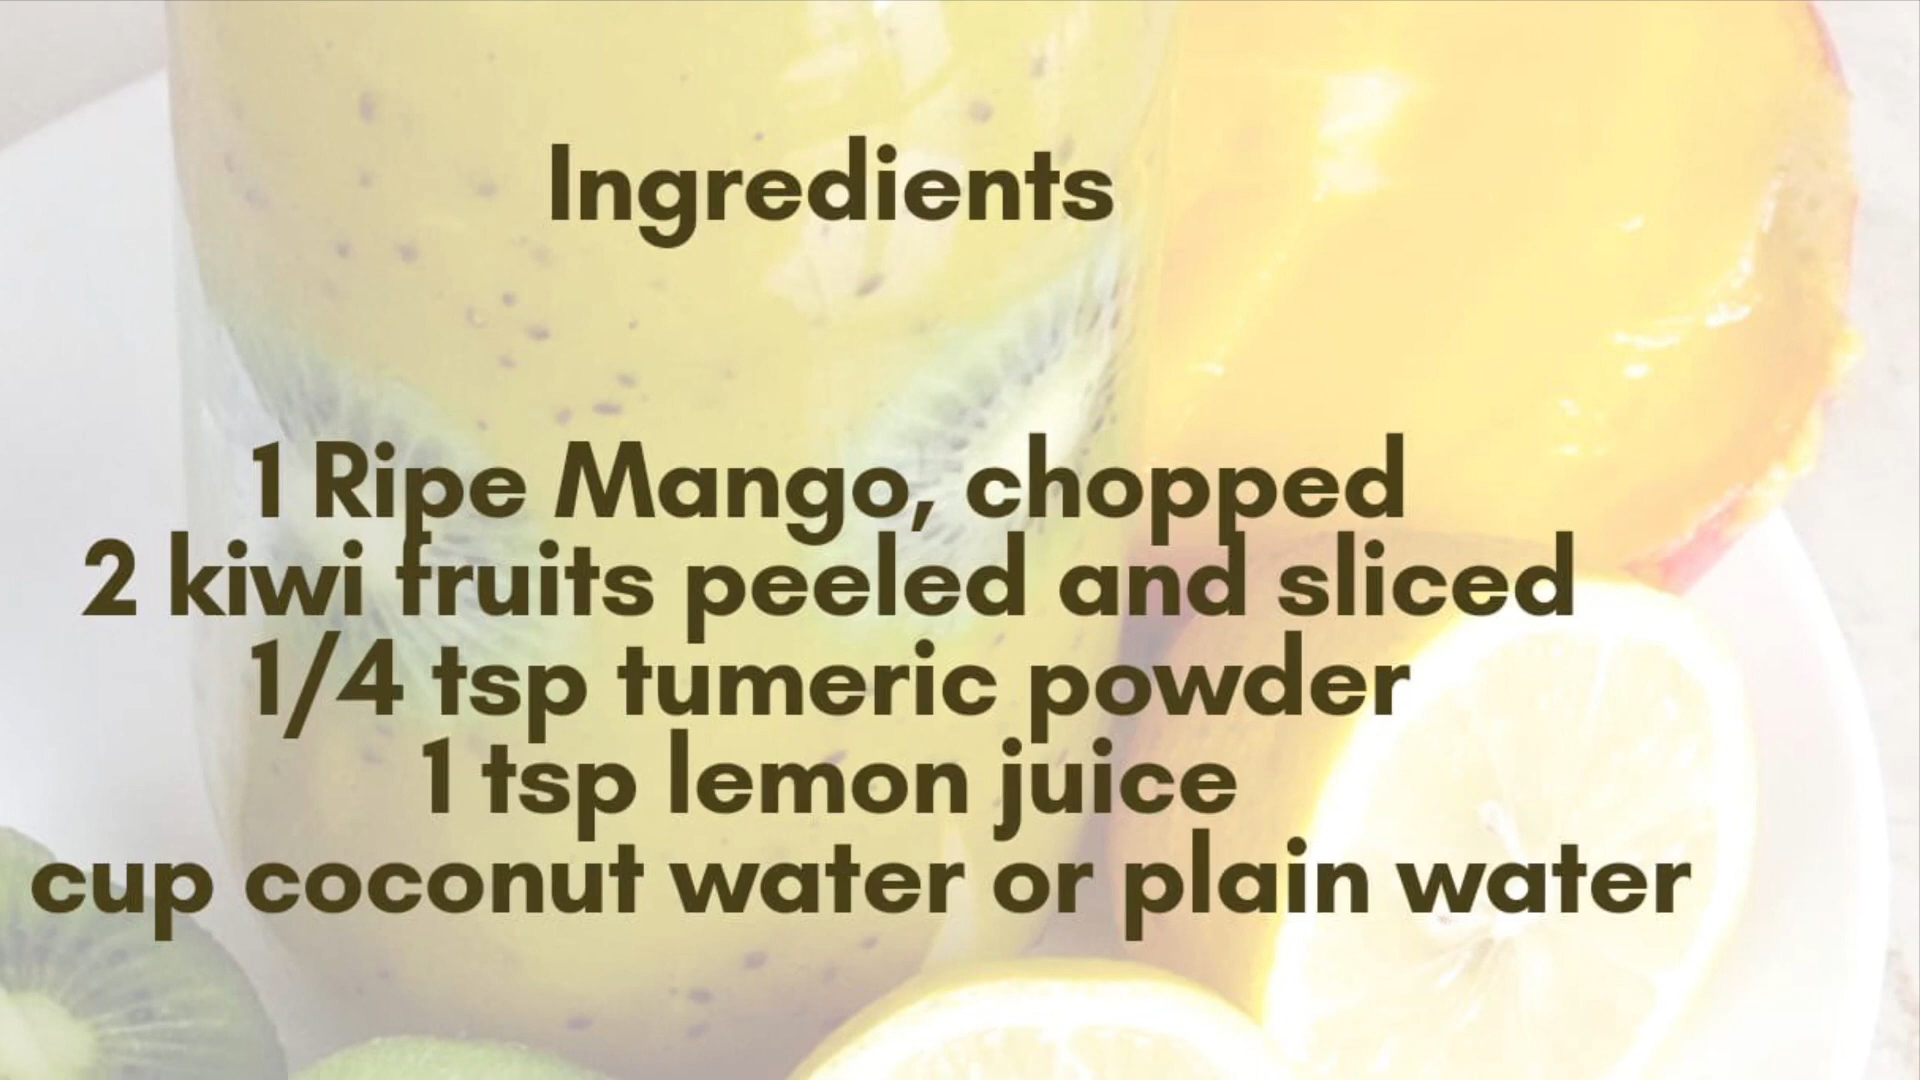 Ingredients
1 Ripe Mango, chopped
2 kiwi fruits peeled and sliced
1/4 tsp tumeric powder
1 tsp lemon juice
cup coconut water or plain water